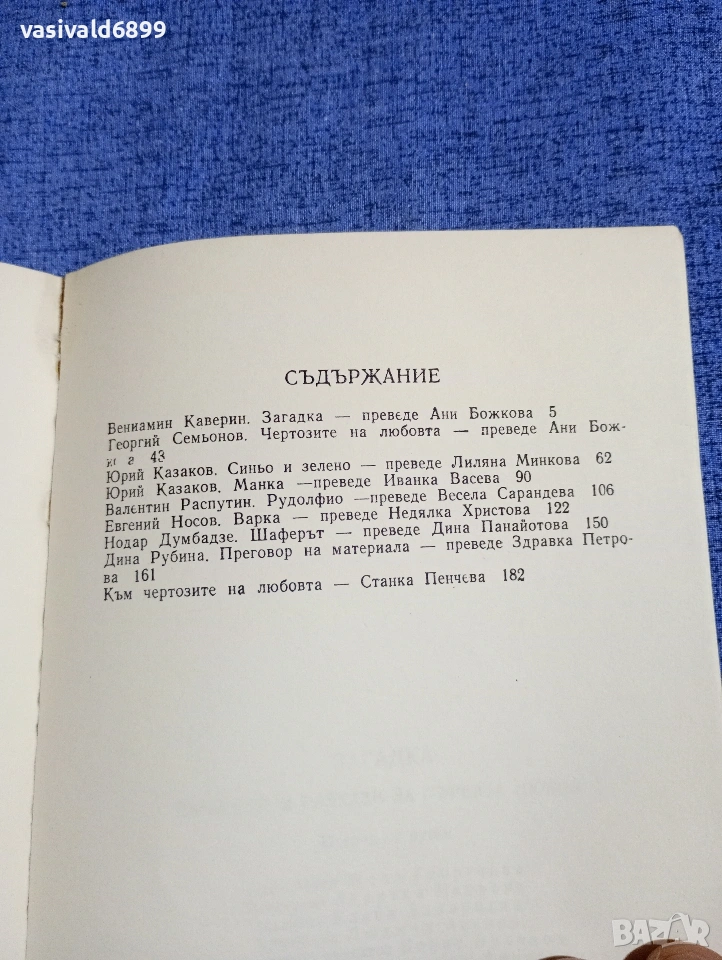 vasivald6899
СЪДЪРЖАНИЕ
Вениамин Каверин. Загадка — преведе Ани Божкова 5
Георгий Семьонов. Чертозите на любовта — преведе Ани Бож-
43
Юрий Казаков. Синьо и зелено — преведе Лиляна Минкова 62
Юрий Казаков. Манка —преведе Иванка Васева 90
Валентин Распутин. Рудолфио —преведе Весела Сарандева 106
Евгений Носов. Варка — преведе Недялка Христова 122
Нодар Думбадзе. Шаферът — преведе Дина Панайотова 150
Дина Рубина. Преговор на материала — преведе Здравка Петро-
ва 161
Към чертозите на любовта — Станка Пенчева 182
BAZAR